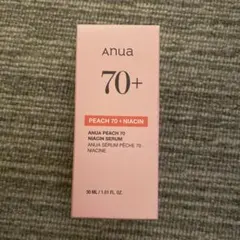 Anua
70+
PEACH 70 + NIACIN
ANUA PEACH 70
NIACIN SERUM
ANUA SÉRUM PÊCHE 70
NIACINE
30 ML / 1.01 FL. OZ.